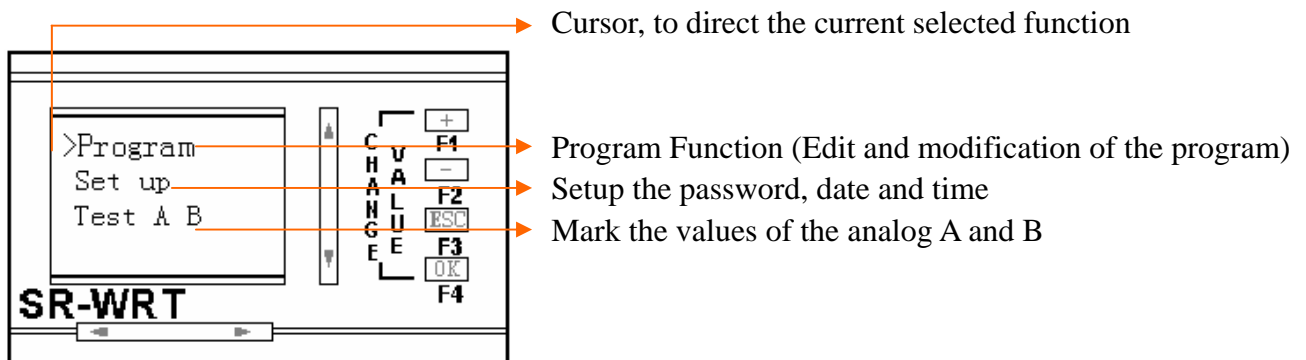 Cursor, to direct the current selected function
>Program
Set up
Test A B
CHANGE
VALUE
+
F1
-
F2
ESC
F3
OK
F4
SR-WRT
Program Function (Edit and modification of the program)
Setup the password, date and time
Mark the values of the analog A and B